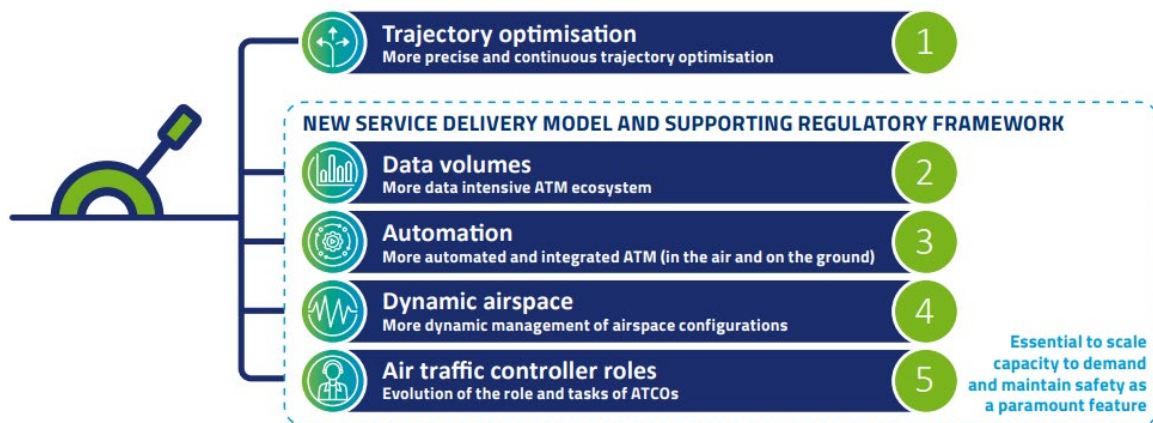 Trajectory optimisation
More precise and continuous trajectory optimisation
1
NEW SERVICE DELIVERY MODEL AND SUPPORTING REGULATORY FRAMEWORK
Data volumes
More data intensive ATM ecosystem
2
Automation
More automated and integrated ATM (in the air and on the ground)
3
Dynamic airspace
More dynamic management of airspace configurations
4
Air traffic controller roles
Evolution of the role and tasks of ATCOs
5
Essential to scale
capacity to demand
and maintain safety as
a paramount feature